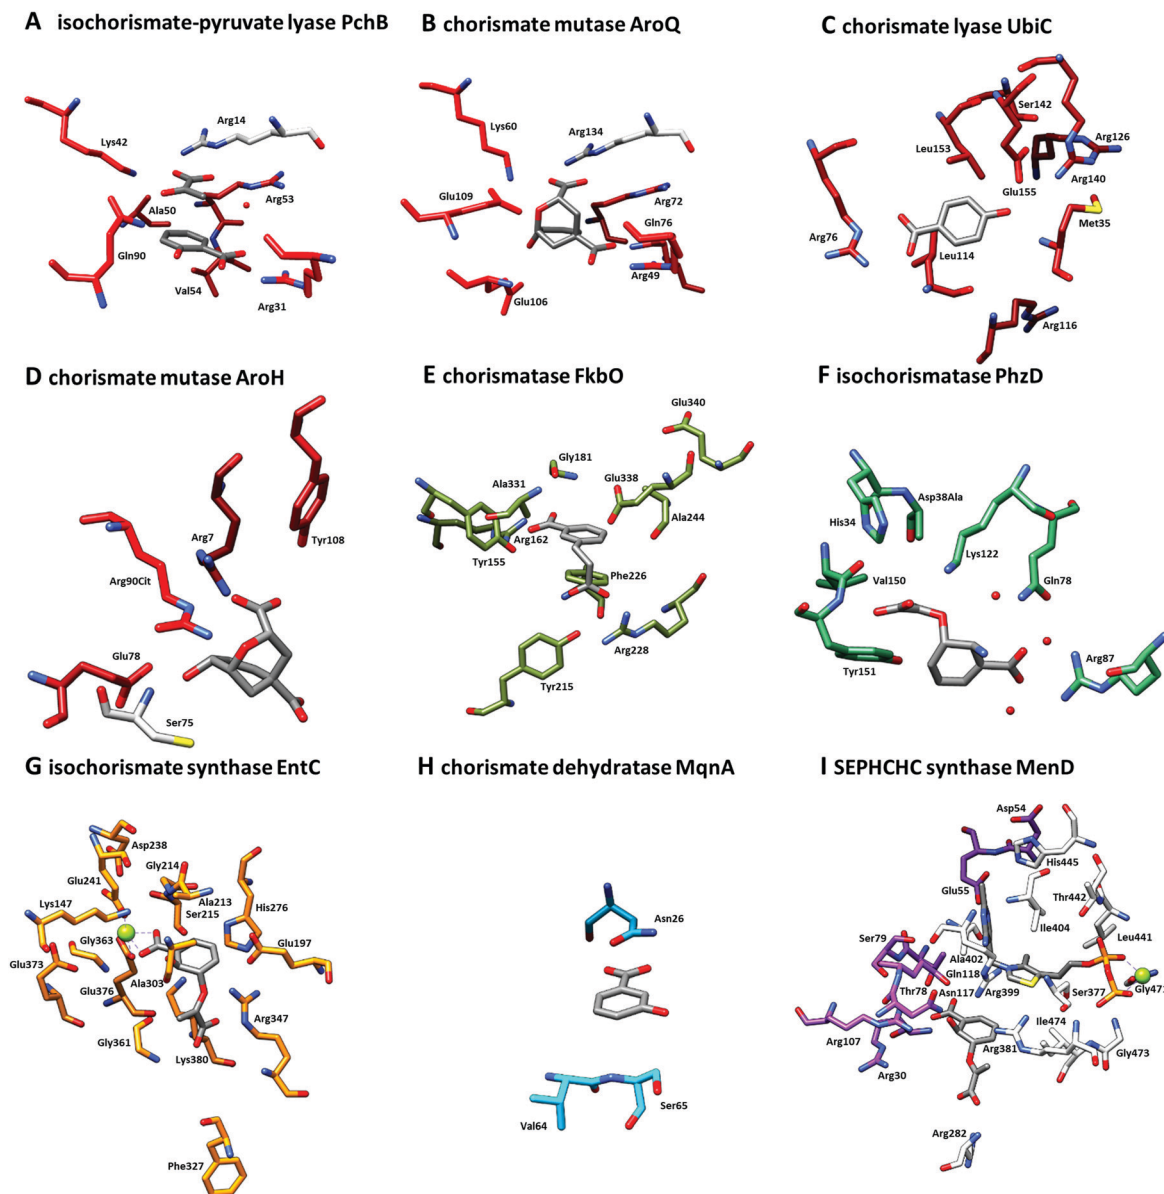 A isochorismate-pyruvate lyase PchB
Lys42
Arg14
Ala50
Arg53
Gln90
Val54
Arg31
B chorismate mutase AroQ
Lys60
Arg134
Glu109
Arg72
Gln76
Arg49
Glu106
C chorismate lyase UbiC
Ser142
Leu153
Arg126
Arg140
Glu155
Met35
Arg76
Leu114
Arg116
D chorismate mutase AroH
Tyr108
Arg7
Arg90Cit
Glu78
Ser75
E chorismatase FkbO
Glu340
Gly181
Ala331
Glu338
Ala244
Arg162
Tyr155
Phe226
Arg228
Tyr215
F isochorismatase PhzD
Asp38Ala
His34
Lys122
Val150
Gln78
Tyr151
Arg87
G isochorismate synthase EntC
Asp238
Gly214
Glu241
Ala213
Lys147
Ser215
His276
Gly363
Glu197
Glu373
Glu376
Ala303
Arg347
Gly361
Lys380
Phe327
H chorismate dehydratase MqnA
Asn26
Val64
Ser65
I SEPHCHC synthase MenD
Asp54
His445
Glu55
Thr442
Ile404
Ser79
Leu441
Ala402
Gln118
Thr78
Arg399
Ser377
Asn117
Ile474
Arg107
Arg381
Gly473
Arg30
Arg282